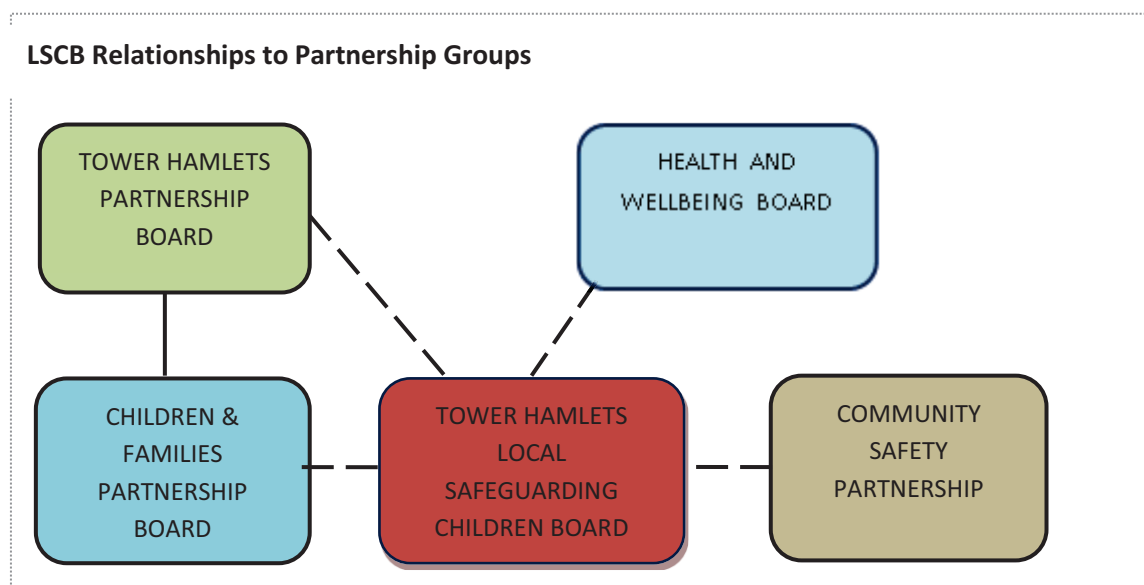 LSCB Relationships to Partnership Groups
TOWER HAMLETS
PARTNERSHIP
BOARD
HEALTH AND
WELLBEING BOARD
CHILDREN &
FAMILIES
PARTNERSHIP
BOARD
TOWER HAMLETS
LOCAL
SAFEGUARDING
CHILDREN BOARD
COMMUNITY
SAFETY
PARTNERSHIP